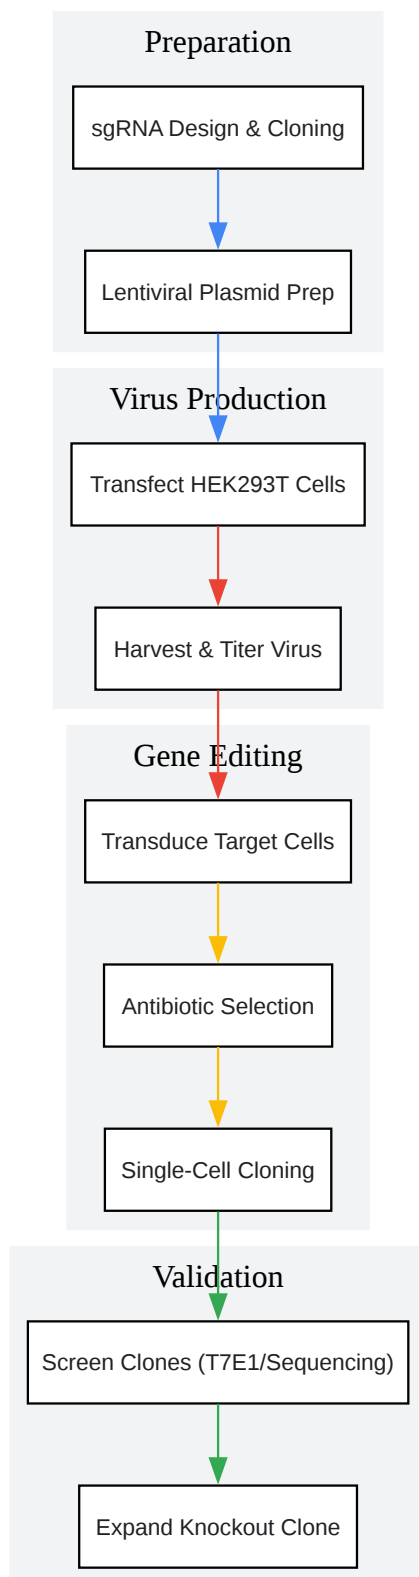 Preparation
sgRNA Design & Cloning
Lentiviral Plasmid Prep
Virus Production
Transfect HEK293T Cells
Harvest & Titer Virus
Gene Editing
Transduce Target Cells
Antibiotic Selection
Single-Cell Cloning
Validation
Screen Clones (T7E1/Sequencing)
Expand Knockout Clone